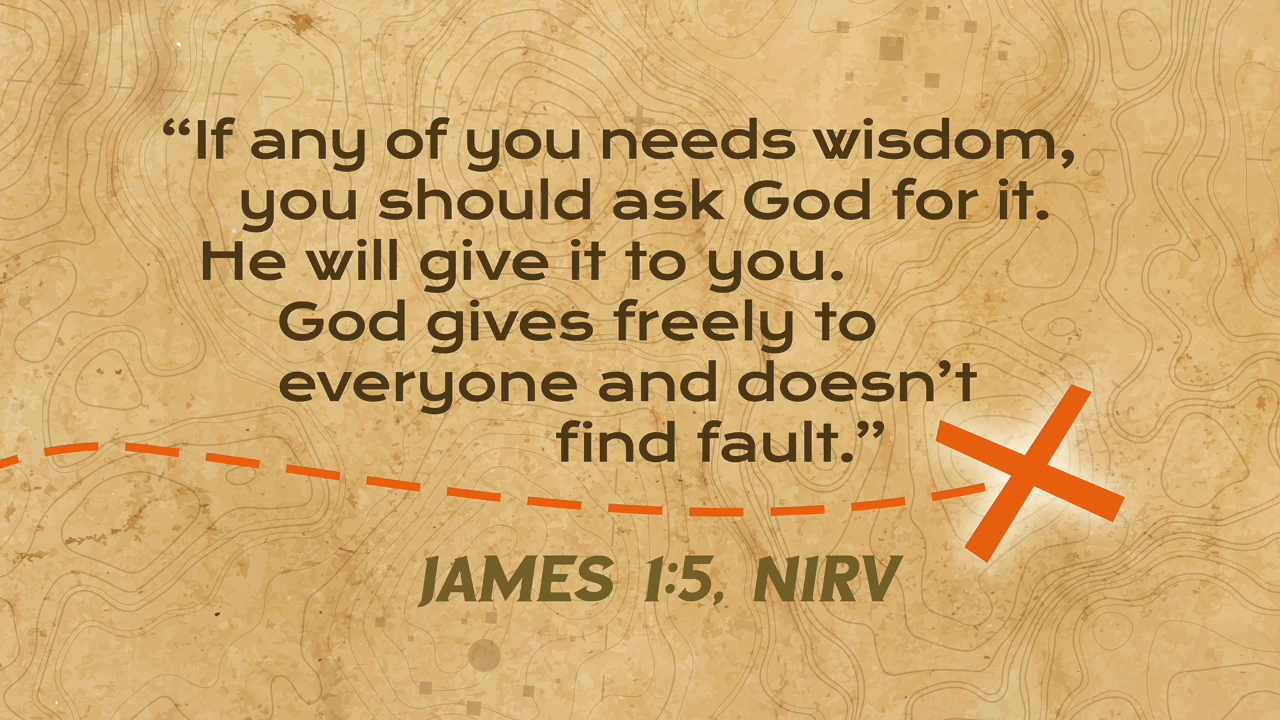 “If any of you needs wisdom,
you should ask God for it.
He will give it to you.
God gives freely to
everyone and doesn’t
find fault.”
JAMES 1:5, NIRV